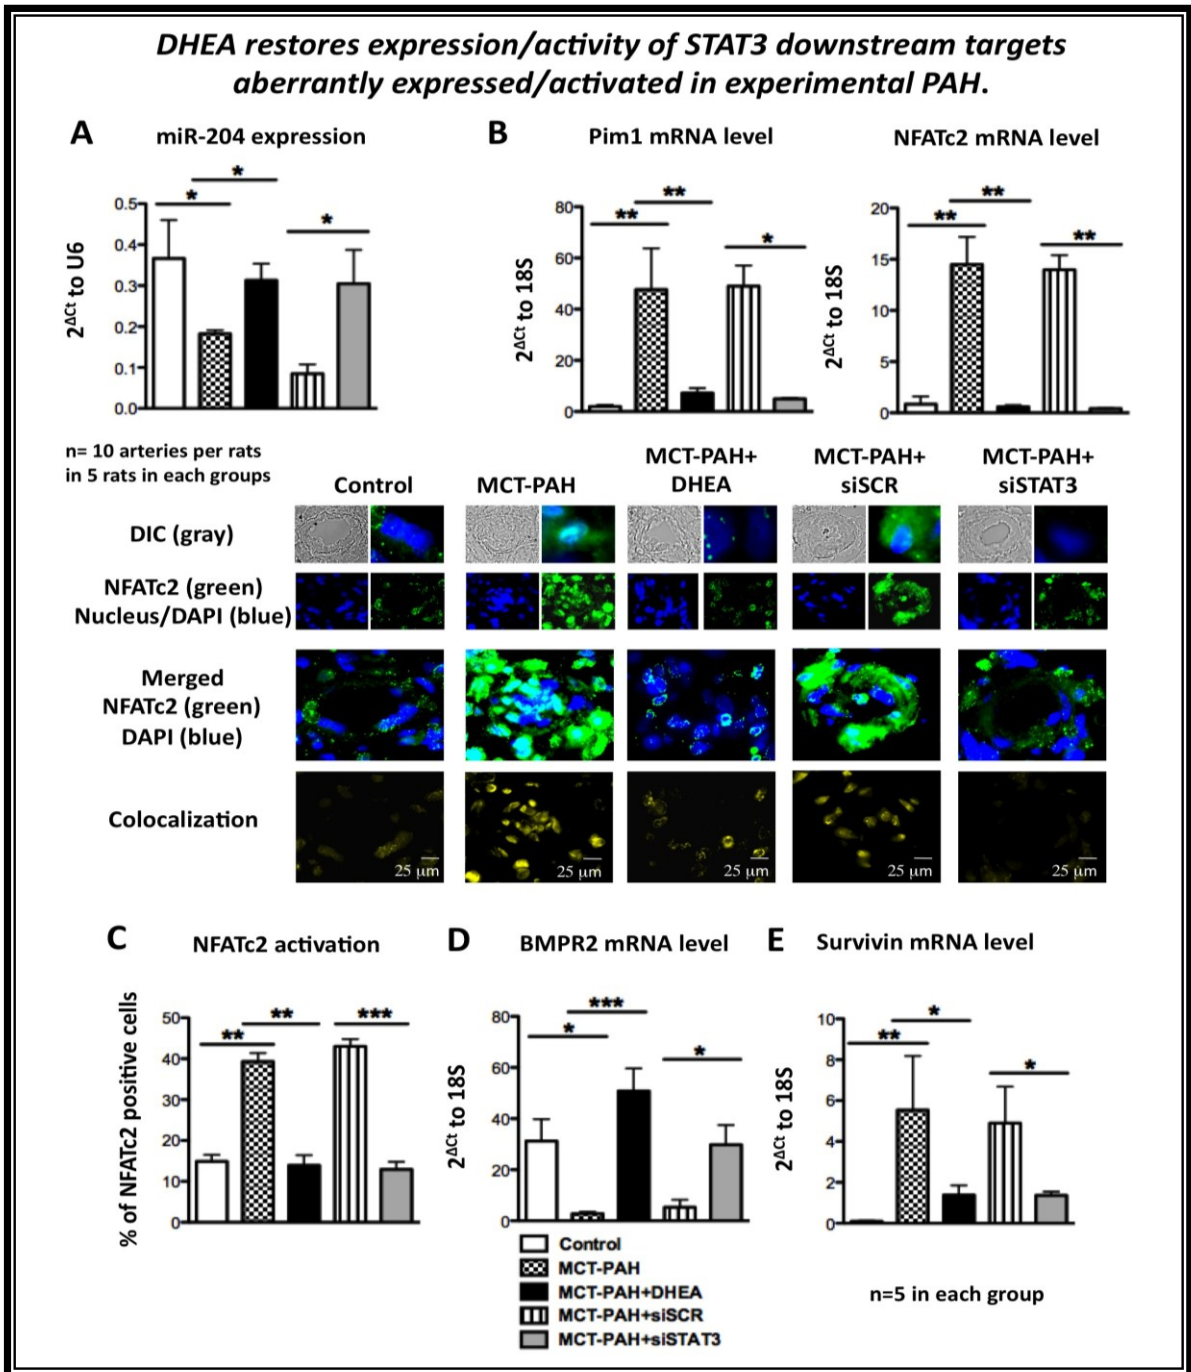 DHEA restores expression/activity of STAT3 downstream targets
aberrantly expressed/activated in experimental PAH.
A
miR-204 expression
2ΔCt to U6
0.5
0.4
0.3
0.2
0.1
0.0
*
*
*
B
Pim1 mRNA level
2ΔCt to 18S
80
60
40
20
0
**
**
*
NFATc2 mRNA level
2ΔCt to 18S
20
15
10
5
0
**
**
**
n= 10 arteries per rats
in 5 rats in each groups
Control
MCT-PAH
MCT-PAH+
DHEA
MCT-PAH+
siSCR
MCT-PAH+
siSTAT3
DIC (gray)
NFATc2 (green)
Nucleus/DAPI (blue)
Merged
NFATc2 (green)
DAPI (blue)
Colocalization
25 μm
25 μm
25 μm
25 μm
25 μm
C
NFATc2 activation
% of NFATc2 positive cells
50
40
30
20
10
0
**
**
***
D
BMPR2 mRNA level
2ΔCt to 18S
80
60
40
20
0
*
***
*
E
Survivin mRNA level
2ΔCt to 18S
10
8
6
4
2
0
**
*
*
Control
MCT-PAH
MCT-PAH+DHEA
MCT-PAH+siSCR
MCT-PAH+siSTAT3
n=5 in each group